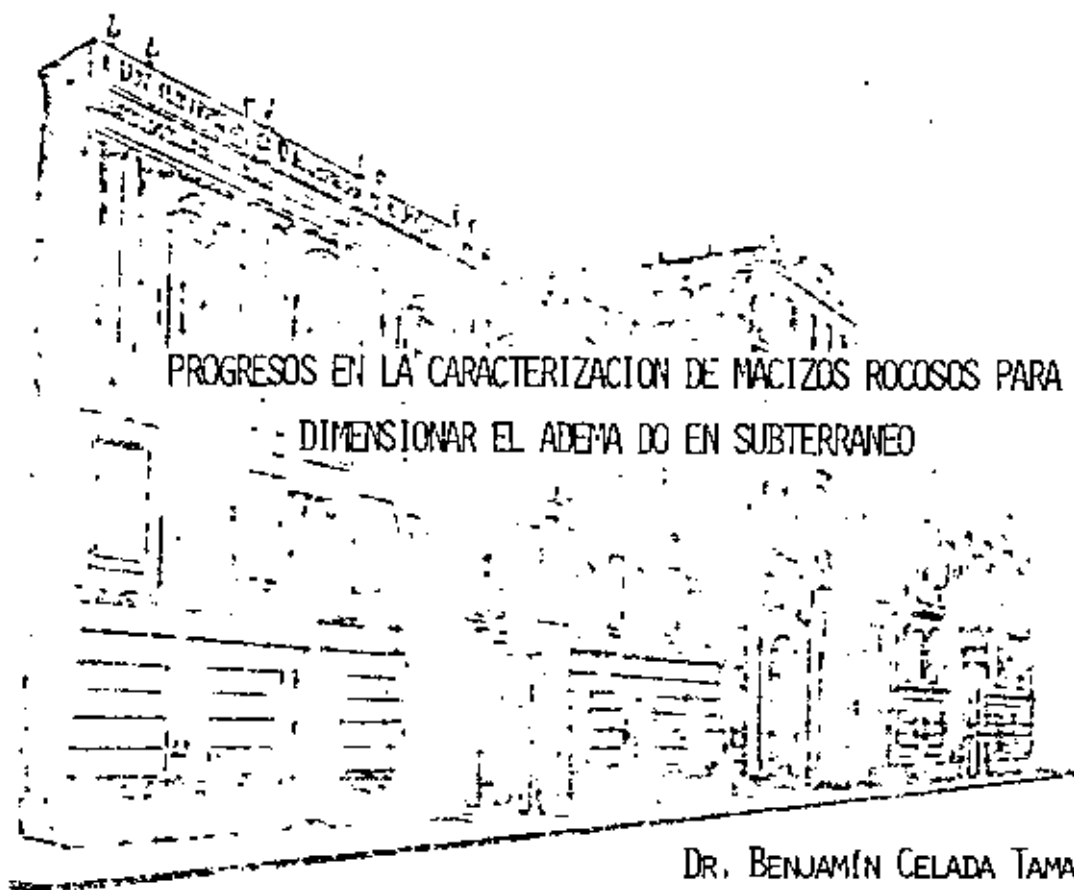 PROGRESOS EN LA CARACTERIZACION DE MACIZOS ROCOSOS PARA
DIMENSIONAR EL ADEMA DO EN SUBTERRANEO
DR. BENJAMÍN CELADA TAMA